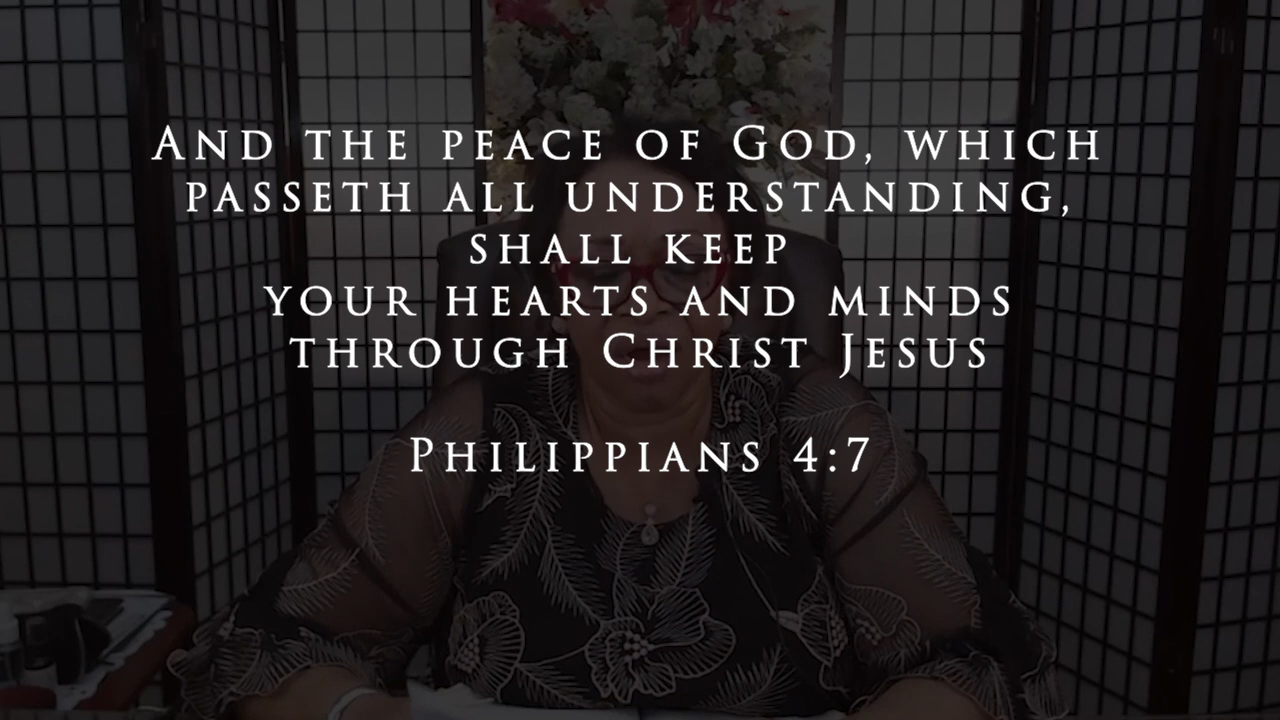 And the peace of God, which
passeth all understanding,
shall keep
your hearts and minds
through Christ Jesus
Philippians 4:7